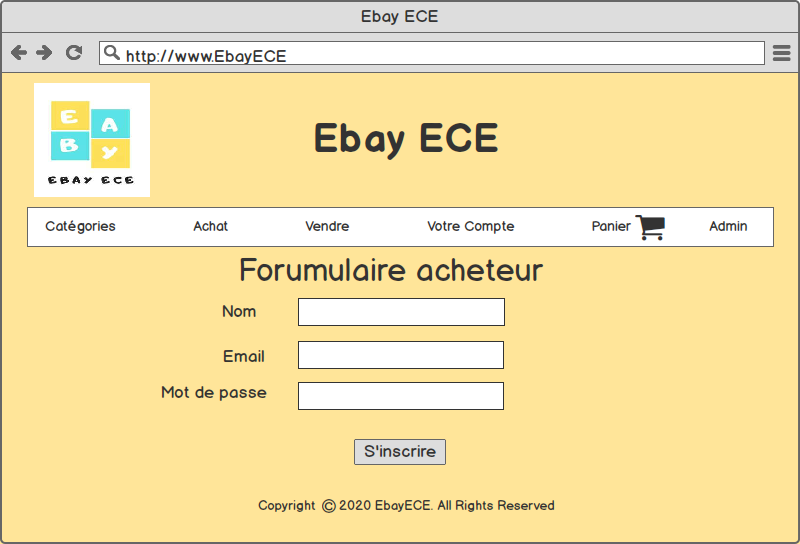 Ebay ECE
http://www.EbayECE
E A
B Y
EBAY ECE
Ebay ECE
Catégories Achat Vendre Votre Compte Panier Admin
Forumulaire acheteur
Nom
Email
Mot de passe
S'inscrire
Copyright © 2020 EbayECE. All Rights Reserved